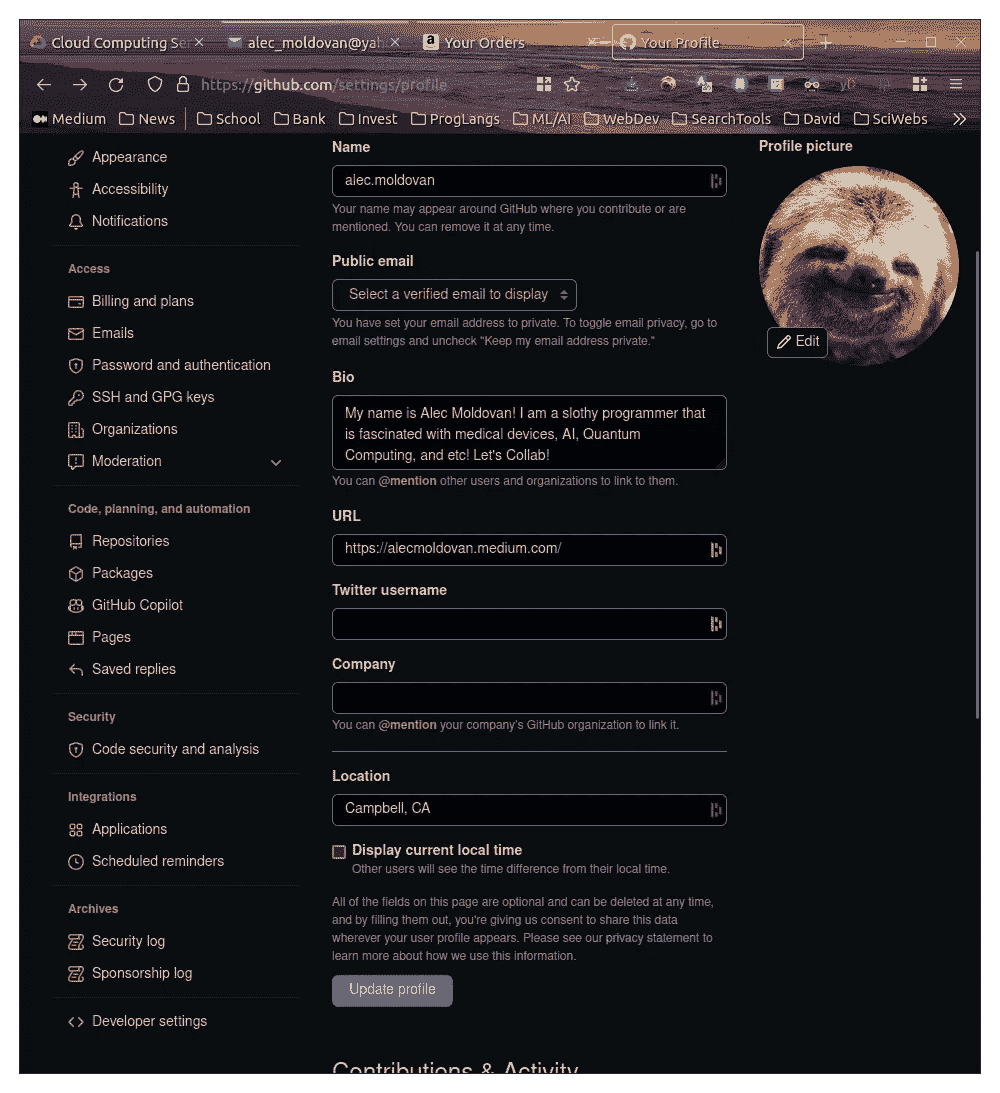 Cloud Computing Ser
alec_moldovan@yah
Your Orders
Your Profile
https://github.com/settings/profile
Medium News School Bank Invest ProgLangs ML/AI WebDev SearchTools David SciWebs
Appearance
Accessibility
Notifications
Access
Billing and plans
Emails
Password and authentication
SSH and GPG keys
Organizations
Moderation
Code, planning, and automation
Repositories
Packages
GitHub Copilot
Pages
Saved replies
Security
Code security and analysis
Integrations
Applications
Scheduled reminders
Archives
Security log
Sponsorship log
Developer settings
Name
alec.moldovan
Your name may appear around GitHub where you contribute or are
mentioned. You can remove it at any time.
Public email
Select a verified email to display
You have set your email address to private. To toggle email privacy, go to
email settings and uncheck "Keep my email address private."
Bio
My name is Alec Moldovan! I am a slothy programmer that
is fascinated with medical devices, AI, Quantum
Computing, and etc! Let's Collab!
You can @mention other users and organizations to link to them.
URL
https://alecmoldovan.medium.com/
Twitter username
Company
You can @mention your company's GitHub organization to link it.
Location
Campbell, CA
Display current local time
Other users will see the time difference from their local time.
All of the fields on this page are optional and can be deleted at any time,
and by filling them out, you're giving us consent to share this data
wherever your user profile appears. Please see our privacy statement to
learn more about how we use this information.
Update profile
Contributions & Activity
Profile picture
Edit